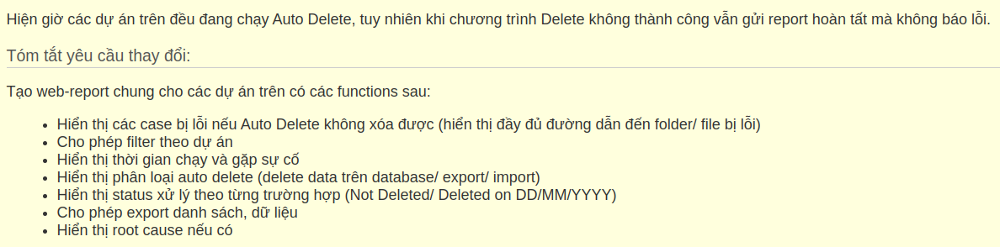 Hiện giờ các dự án trên đều đang chạy Auto Delete, tuy nhiên khi chương trình Delete không thành công vẫn gửi report hoàn tất mà không báo lỗi.
Tóm tắt yêu cầu thay đổi:
Tạo web-report chung cho các dự án trên có các functions sau:
• Hiển thị các case bị lỗi nếu Auto Delete không xóa được (hiển thị đầy đủ đường dẫn đến folder/ file bị lỗi)
• Cho phép filter theo dự án
• Hiển thị thời gian chạy và gặp sự cố
• Hiển thị phân loại auto delete (delete data trên database/ export/ import)
• Hiển thị status xử lý theo từng trường hợp (Not Deleted/ Deleted on DD/MM/YYYY)
• Cho phép export danh sách, dữ liệu
• Hiển thị root cause nếu có